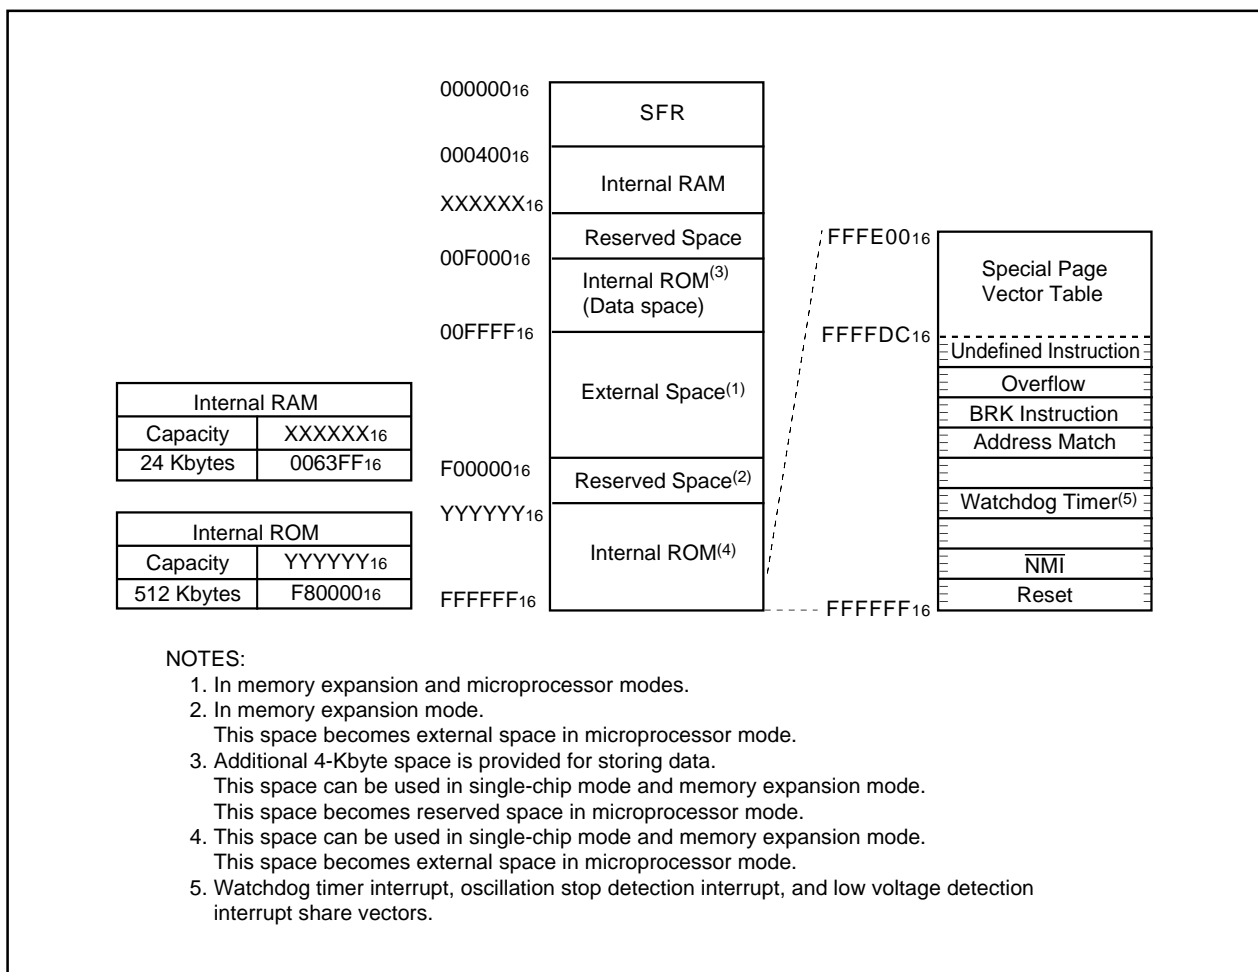 00000016
SFR
00040016
Internal RAM
XXXXXX16
Reserved Space
00F00016
Internal ROM(3)
(Data space)
00FFFF16
External Space(1)
F0000016
Reserved Space(2)
YYYYYY16
Internal ROM(4)
FFFFFF16
FFFE0016
Special Page
Vector Table
FFFFDC16
Undefined Instruction
Overflow
BRK Instruction
Address Match
Watchdog Timer(5)
NMI
Reset
FFFFFF16
Internal RAM
Capacity XXXXXX16
24 Kbytes 0063FF16
Internal ROM
Capacity YYYYYY16
512 Kbytes F8000016
NOTES:
1. In memory expansion and microprocessor modes.
2. In memory expansion mode.
This space becomes external space in microprocessor mode.
3. Additional 4-Kbyte space is provided for storing data.
This space can be used in single-chip mode and memory expansion mode.
This space becomes reserved space in microprocessor mode.
4. This space can be used in single-chip mode and memory expansion mode.
This space becomes external space in microprocessor mode.
5. Watchdog timer interrupt, oscillation stop detection interrupt, and low voltage detection
interrupt share vectors.